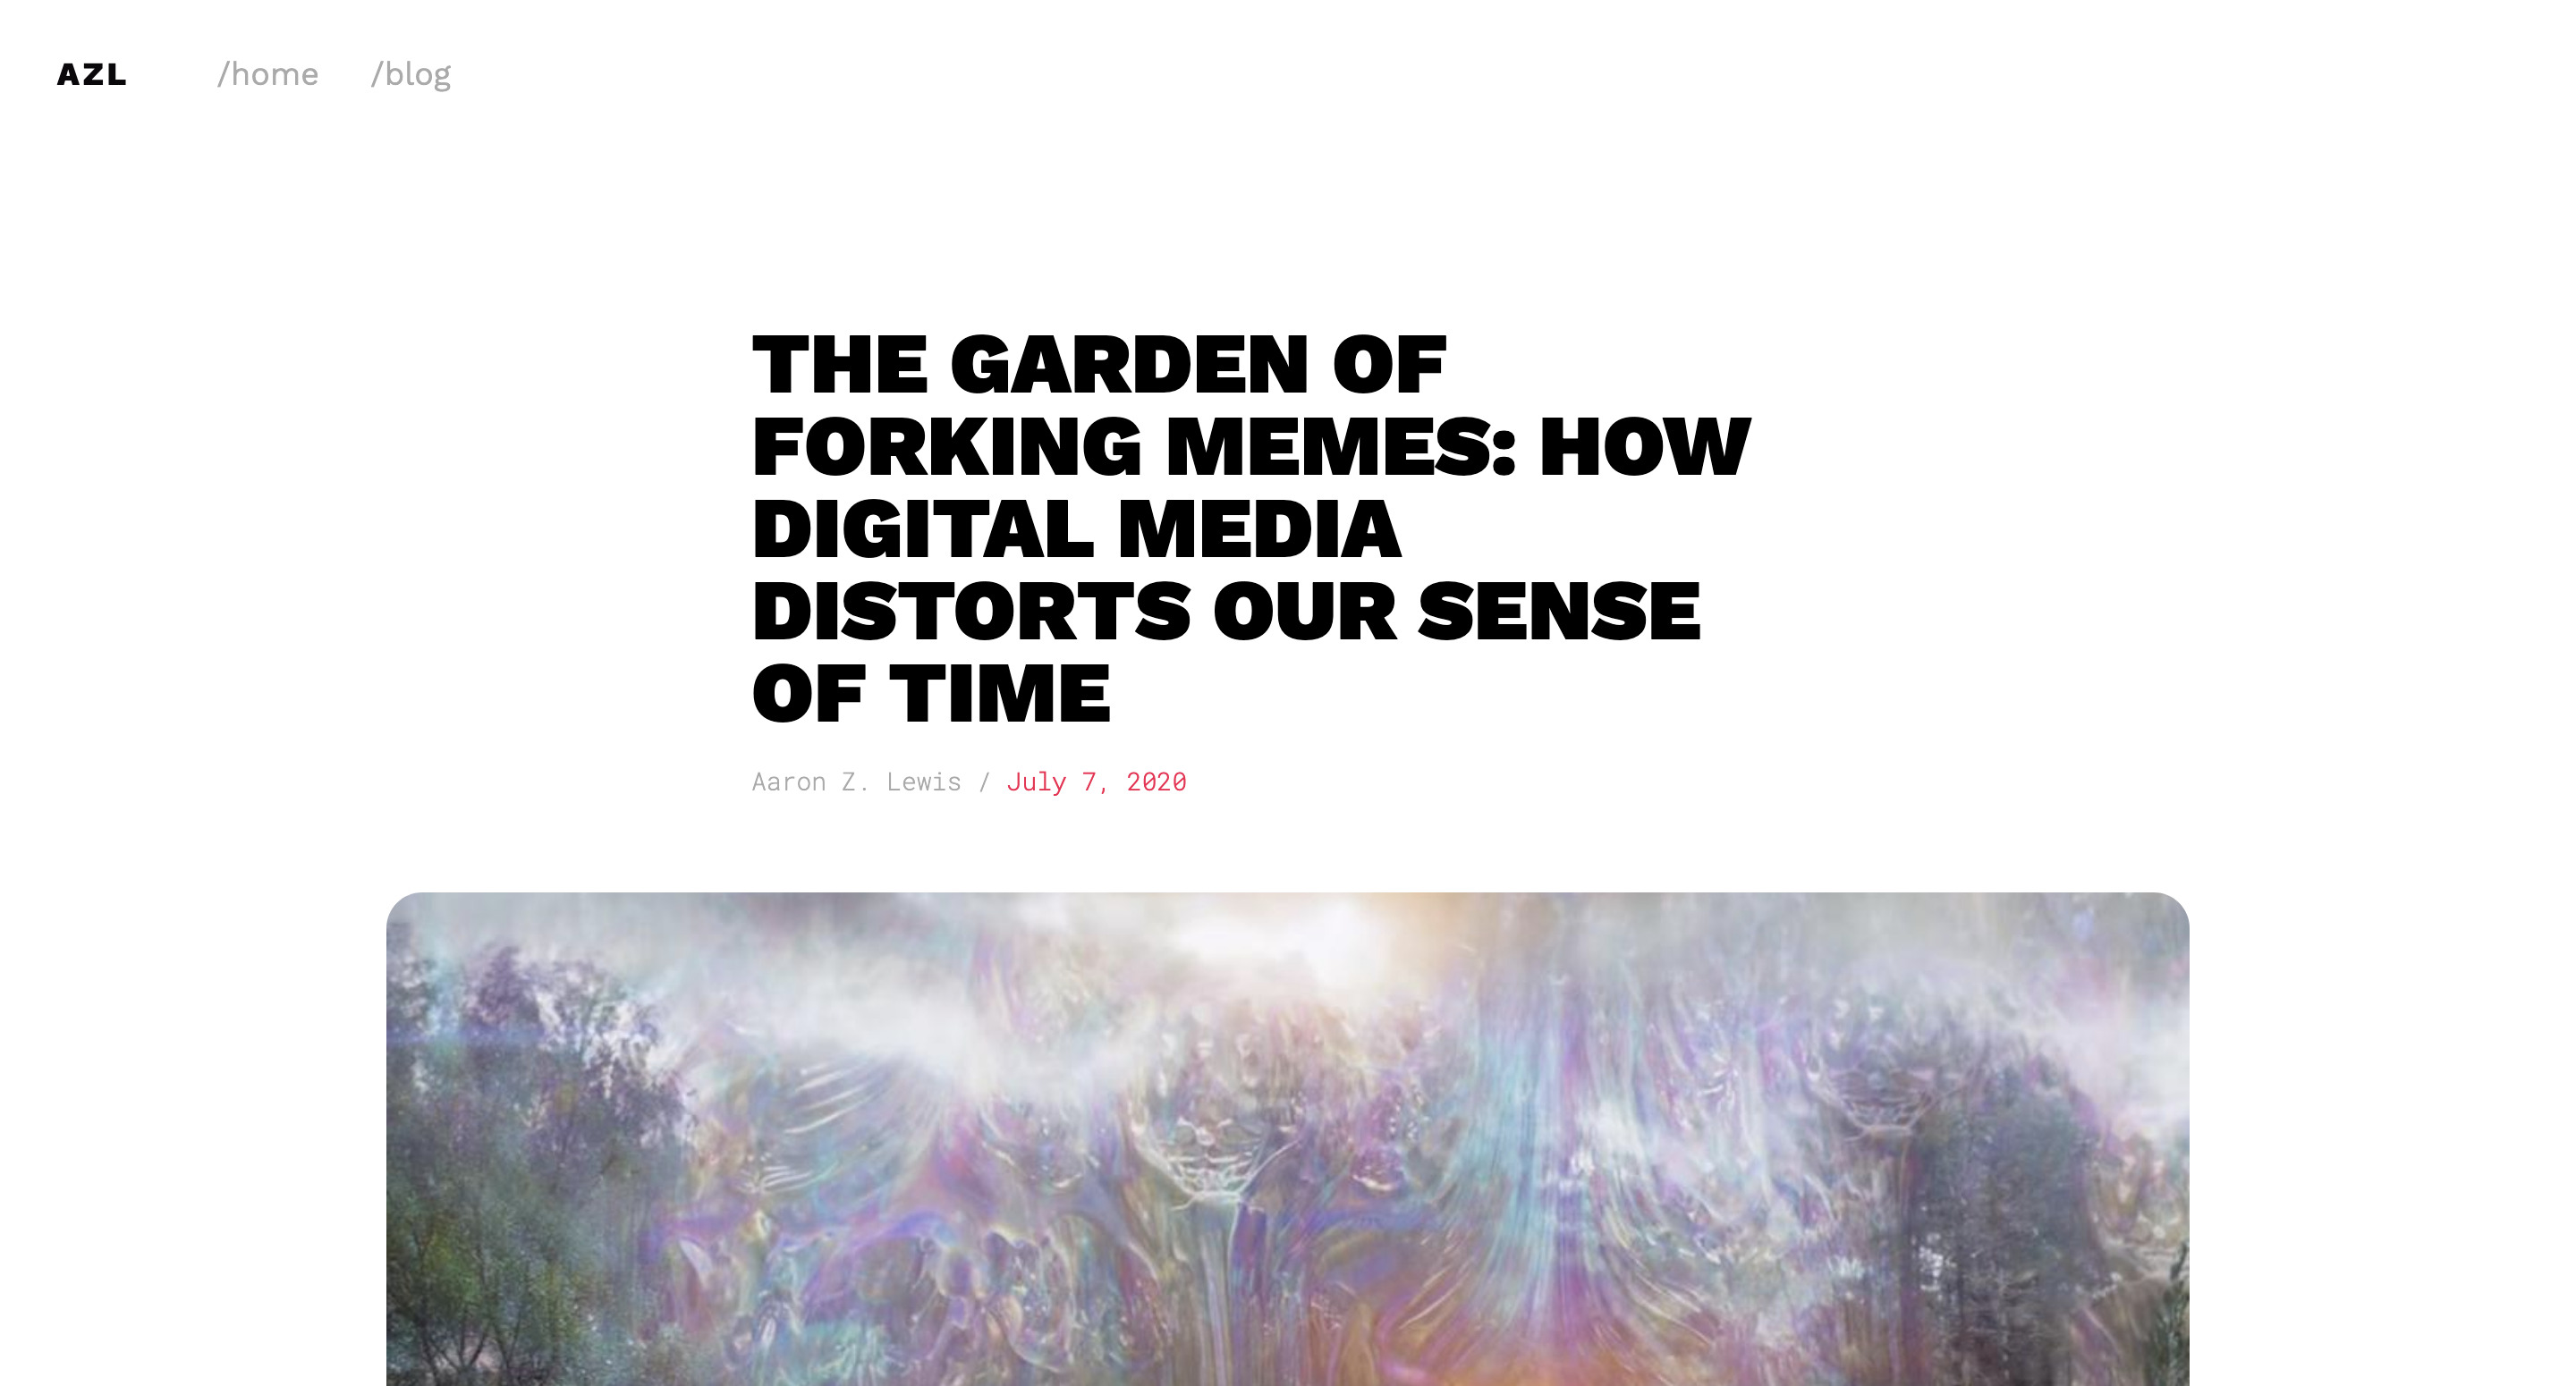 AZL /home /blog
THE GARDEN OF
FORKING MEMES: HOW
DIGITAL MEDIA
DISTORTS OUR SENSE
OF TIME
Aaron Z. Lewis / July 7, 2020